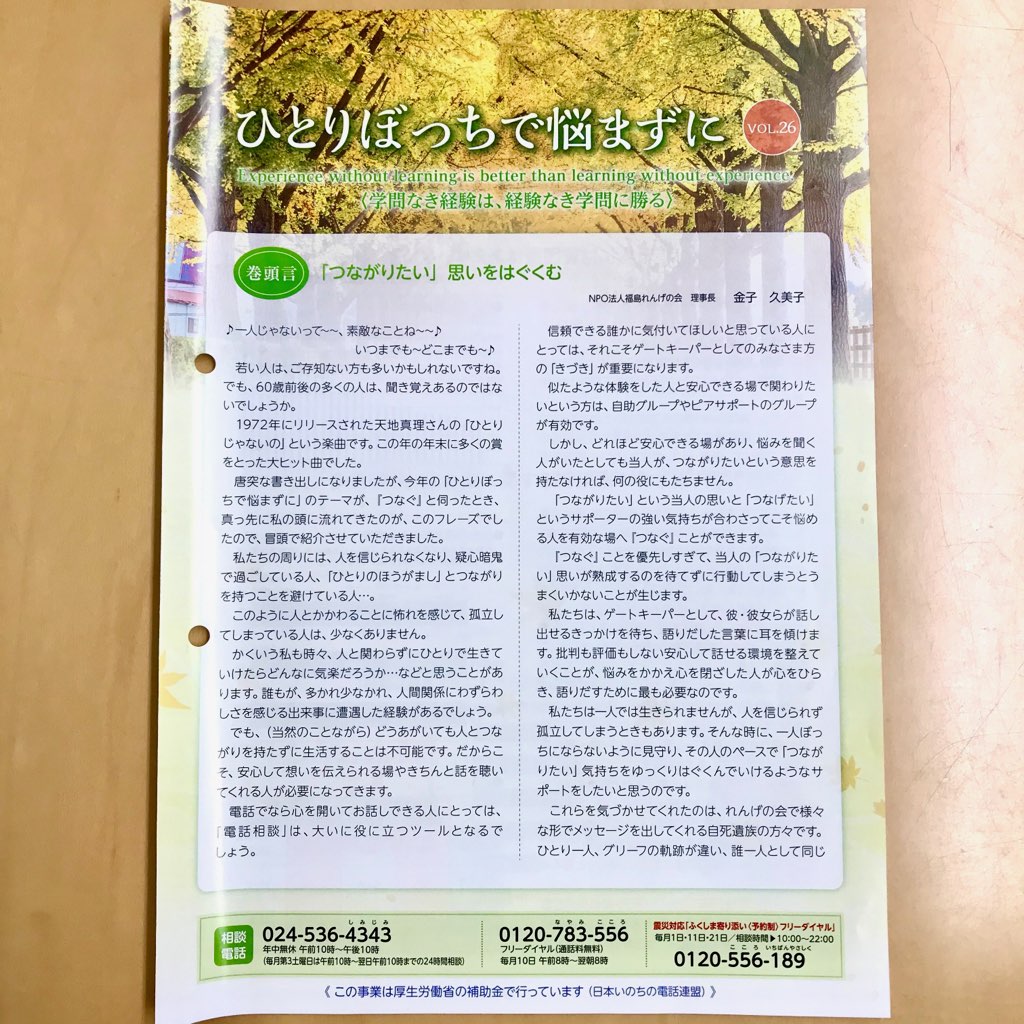 ひとりぼっちで悩まずに
VOL.26
Experience without learning is better than learning without experience.
〈学問なき経験は、経験なき学問に勝る〉
巻頭言
「つながりたい」思いをはぐくむ
NPO法人福島れんげの会　理事長　金子　久美子
♪一人じゃないって〜〜、素敵なことね〜〜♪
いつまでも〜どこまでも〜♪
若い人は、ご存知ない方も多いかもしれないですね。
でも、60歳前後の多くの人は、聞き覚えあるのではな
いでしょうか。
1972年にリリースされた天地真理さんの「ひとり
じゃないの」という楽曲です。この年の年末に多くの賞
をとった大ヒット曲でした。
唐突な書き出しになりましたが、今年の「ひとりぼっ
ちで悩まずに」のテーマが、『つなぐ』と伺ったとき、
真っ先に私の頭に流れてきたのが、このフレーズでし
たので、冒頭で紹介させていただきました。
私たちの周りには、人を信じられなくなり、疑心暗鬼
で過ごしている人、「ひとりのほうがまし」とつながり
を持つことを避けている人…。
このように人とかかわることに怖れを感じて、孤立し
てしまっている人は、少なくありません。
かくいう私も時々、人と関わらずにひとりで生きて
いけたらどんなに気楽だろうか…などと思うことがあ
ります。誰もが、多かれ少なかれ、人間関係にわずらわ
しさを感じる出来事に遭遇した経験があるでしょう。
でも、（当然のことながら）どうあがいても人とつな
がりを持たずに生活することは不可能です。だからこ
そ、安心して想いを伝えられる場やきちんと話を聴い
てくれる人が必要になってきます。
電話でなら心を開いてお話しできる人にとっては、
「電話相談」は、大いに役に立つツールとなるで
しょう。
信頼できる誰かに気付いてほしいと思っている人に
とっては、それこそゲートキーパーとしてのみなさま方
の「きづき」が重要になります。
似たような体験をした人と安心できる場で関わりた
いという方は、自助グループやピアサポートのグループ
が有効です。
しかし、どれほど安心できる場があり、悩みを聞く
人がいたとしても当人が、つながりたいという意思を
持たなければ、何の役にもたちません。
「つながりたい」という当人の思いと「つなげたい」
というサポーターの強い気持ちが合わさってこそ悩め
る人を有効な場へ『つなぐ』ことができます。
『つなぐ』ことを優先しすぎて、当人の「つながりた
い」思いが熟成するのを待てずに行動してしまうとう
まくいかないことが生じます。
私たちは、ゲートキーパーとして、彼・彼女らが話し
出せるきっかけを待ち、語りだした言葉に耳を傾けま
す。批判も評価もしない安心して話せる環境を整えて
いくことが、悩みをかかえ心を閉ざした人が心をひら
き、語りだすために最も必要なのです。
私たちは一人では生きられませんが、人を信じられず
孤立してしまうときもあります。そんな時に、一人ぼっ
ちにならないように見守り、その人のペースで「つなが
りたい」気持ちをゆっくりはぐくんでいけるようなサ
ポートをしたいと思うのです。
これらを気づかせてくれたのは、れんげの会で様々
な形でメッセージを出してくれる自死遺族の方々です。
ひとり一人、グリーフの軌跡が違い、誰一人として同じ
相談
電話
しみじみ
024-536-4343
年中無休 午前10時〜午後10時
（毎月第3土曜日は午前10時〜翌日午前10時までの24時間相談）
なやみ こころ
0120-783-556
フリーダイヤル（通話料無料）
毎月10日 午前8時〜翌朝8時
震災対応「ふくしま寄り添い〈予約制〉フリーダイヤル」
毎月1日・11日・21日／相談時間▶10:00〜22:00
こころ いちばんやさしく
0120-556-189
《 この事業は厚生労働省の補助金で行っています（日本いのちの電話連盟）》